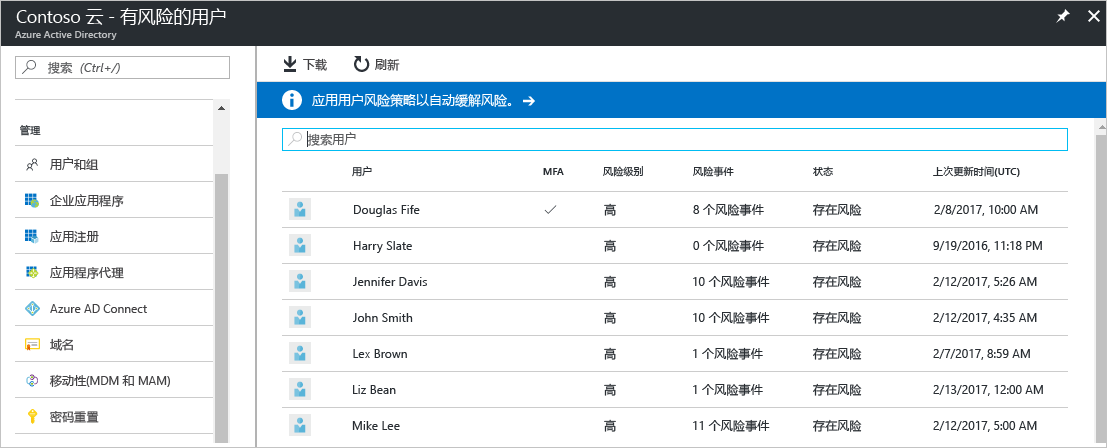 Contoso 云 - 有风险的用户
Azure Active Directory
搜索 (Ctrl+/)
管理
用户和组
企业应用程序
应用注册
应用程序代理
Azure AD Connect
域名
移动性(MDM 和 MAM)
密码重置
下载 刷新
应用用户风险策略以自动缓解风险。
搜索用户
用户 MFA 风险级别 风险事件 状态 上次更新时间(UTC)
Douglas Fife 高 8 个风险事件 存在风险 2/8/2017, 10:00 AM
Harry Slate 高 0 个风险事件 存在风险 9/19/2016, 11:18 PM
Jennifer Davis 高 10 个风险事件 存在风险 2/12/2017, 5:26 AM
John Smith 高 10 个风险事件 存在风险 2/12/2017, 4:35 AM
Lex Brown 高 1 个风险事件 存在风险 2/7/2017, 8:59 AM
Liz Bean 高 1 个风险事件 存在风险 2/13/2017, 12:00 AM
Mike Lee 高 11 个风险事件 存在风险 2/12/2017, 5:00 AM